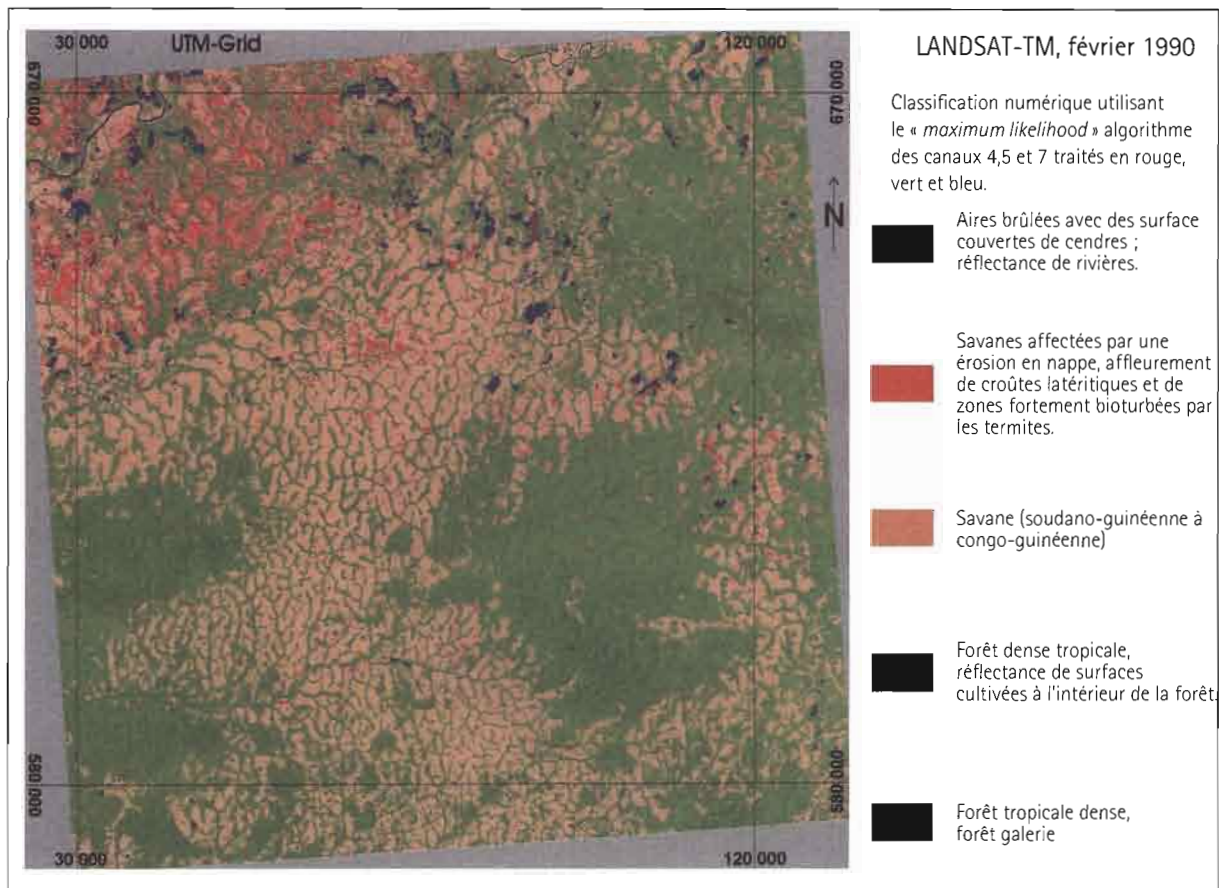 30 000
UTM-Grid
120 000
670 000
670 000
N
580 000
580 000
30 000
120 000
LANDSAT-TM, février 1990
Classification numérique utilisant
le « maximum likelihood » algorithme
des canaux 4,5 et 7 traités en rouge,
vert et bleu.
Aires brûlées avec des surface
couvertes de cendres ;
réflectance de rivières.
Savanes affectées par une
érosion en nappe, affleurement
de croûtes latéritiques et de
zones fortement bioturbées par
les termites.
Savane (soudano-guinéenne à
congo-guinéenne)
Forêt dense tropicale,
réflectance de surfaces
cultivées à l'intérieur de la forêt.
Forêt tropicale dense,
forêt galerie